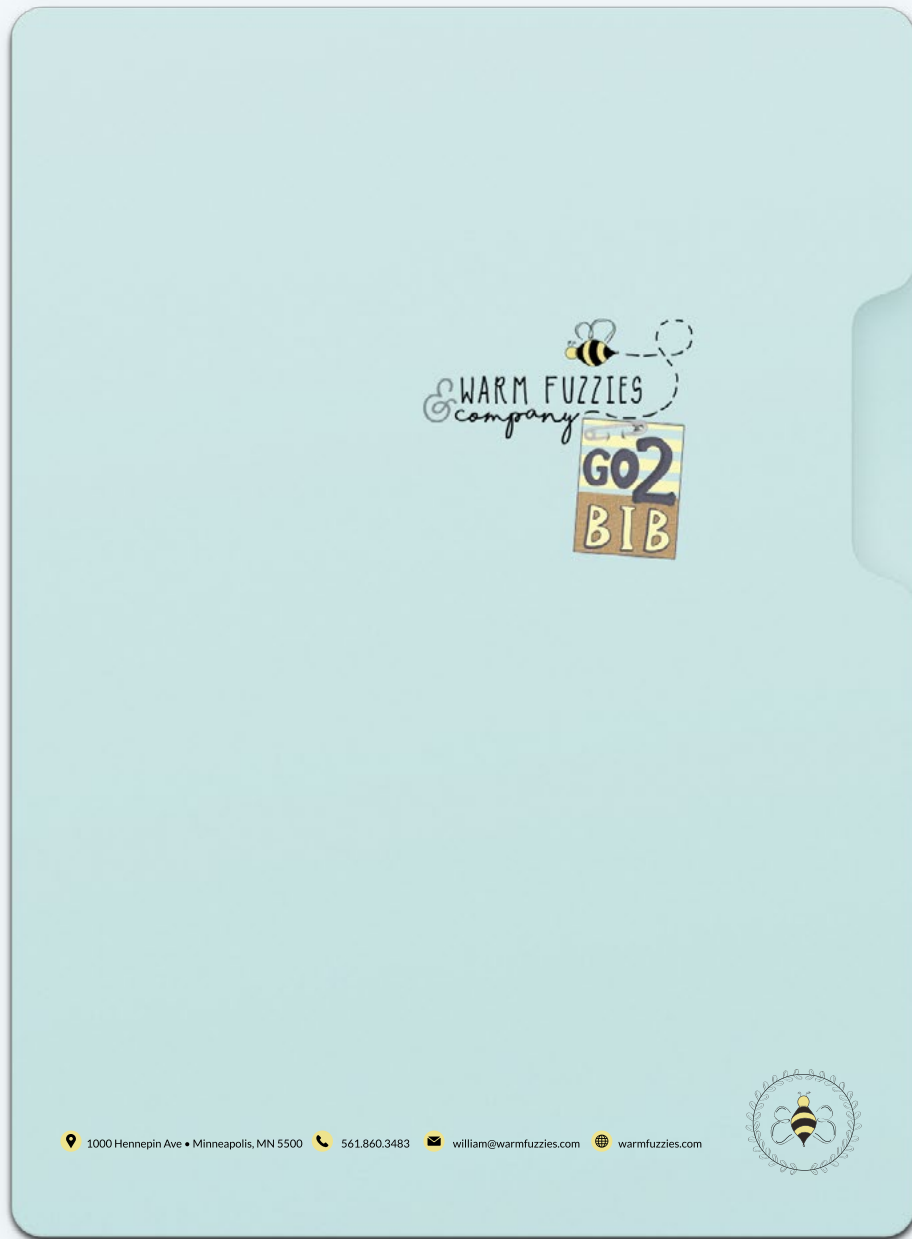 WARM FUZZIES
& company
GO2
BIB
1000 Hennepin Ave • Minneapolis, MN 5500 561.860.3483 william@warmfuzzies.com warmfuzzies.com